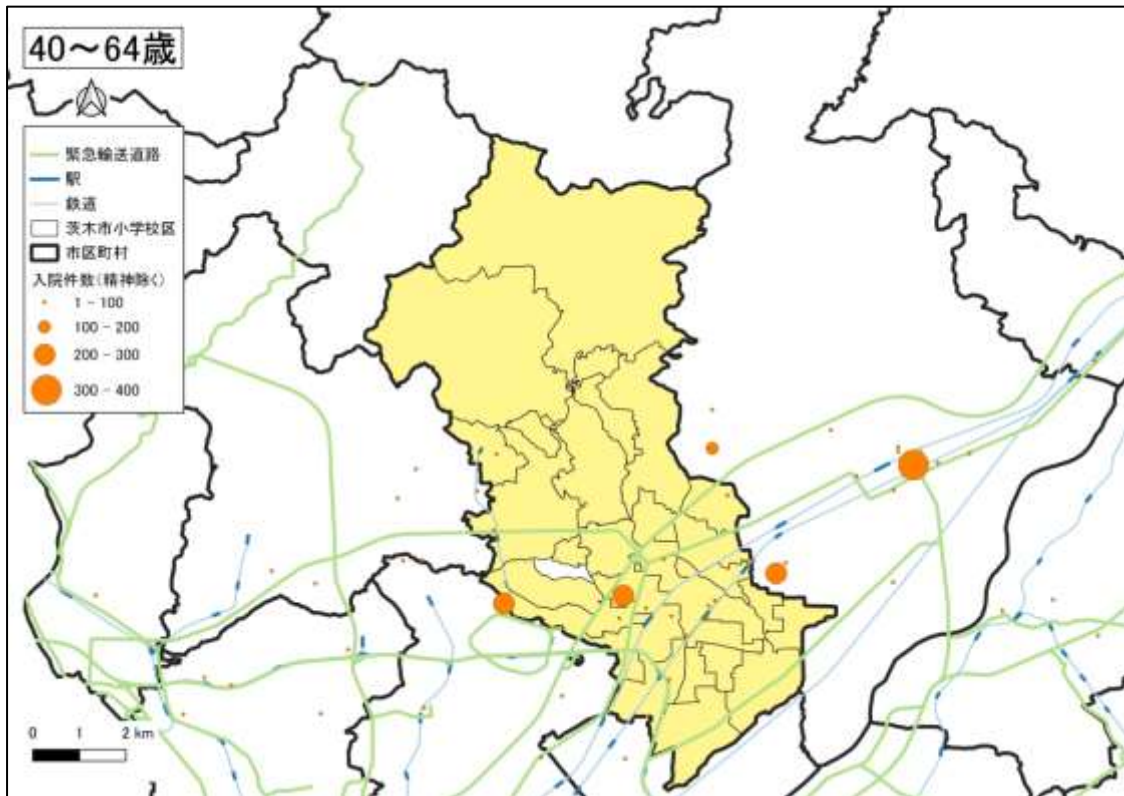 40～64歳
緊急輸送道路
駅
鉄道
茨木市小学校区
市区町村
入院件数(精神除く)
1 - 100
100 - 200
200 - 300
300 - 400
0 1 2 km